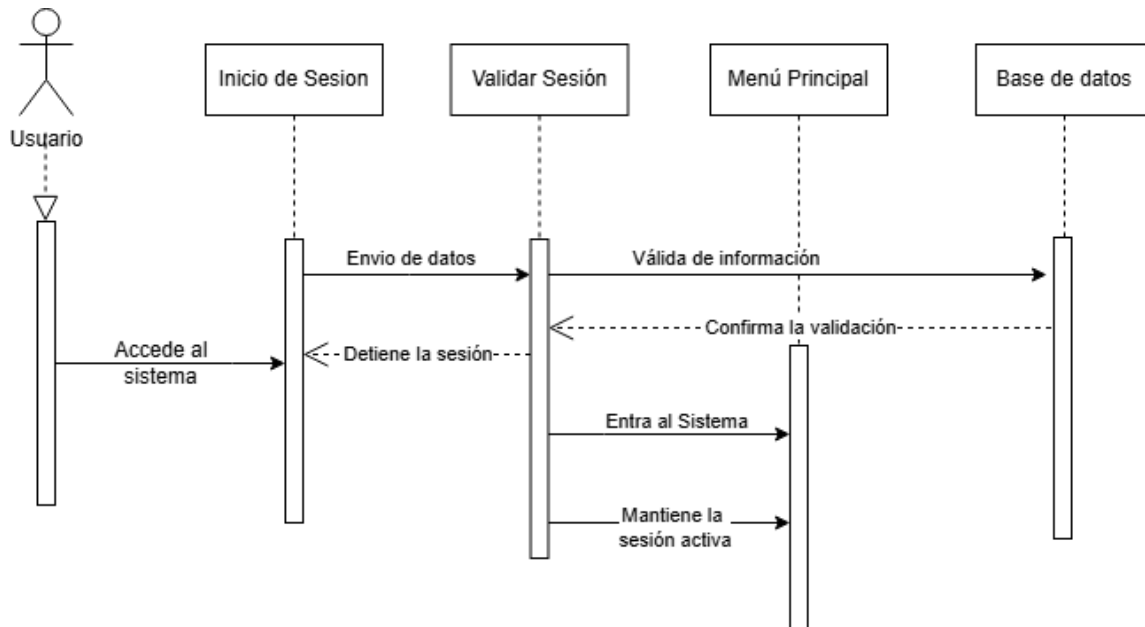 Inicio de Sesion
Validar Sesión
Menú Principal
Base de datos
Usuario
Envio de datos
Válida de información
Confirma la validación
Detiene la sesión
Accede al
sistema
Entra al Sistema
Mantiene la
sesión activa